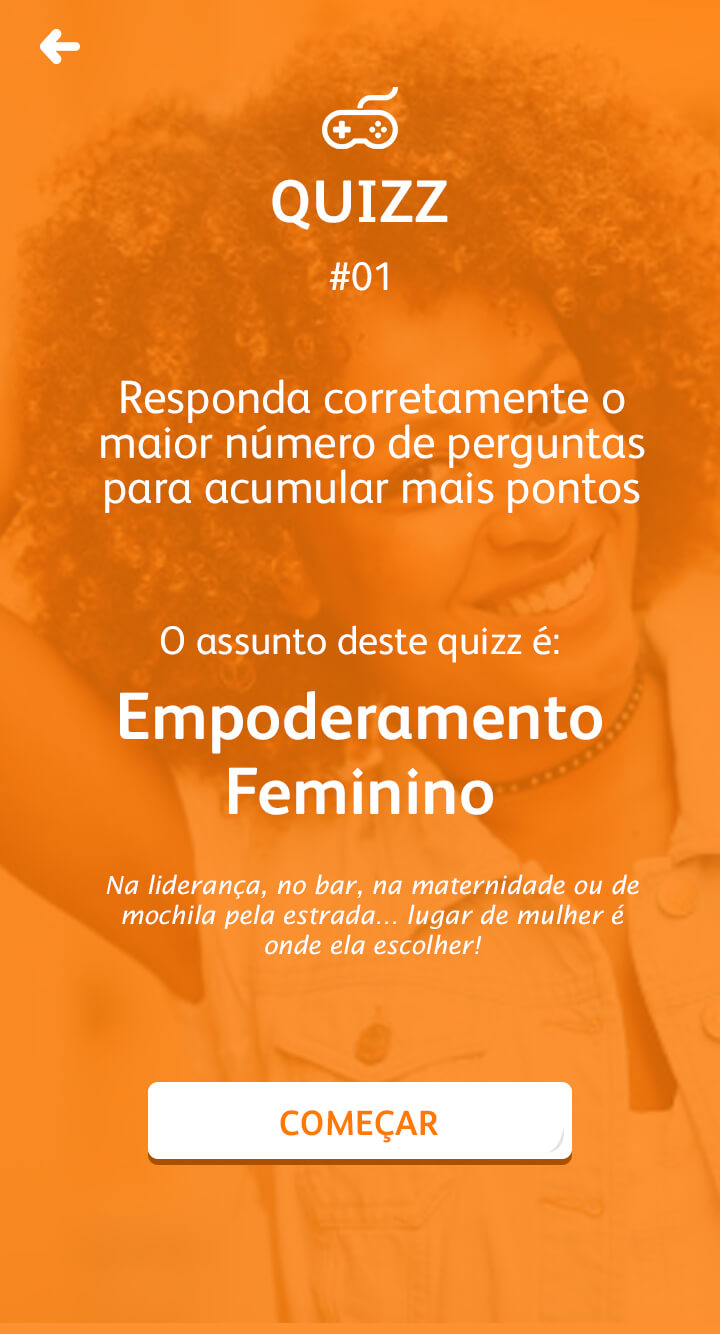 QUIZZ
#01
Responda corretamente o
maior número de perguntas
para acumular mais pontos
O assunto deste quizz é:
Empoderamento
Feminino
Na liderança, no bar, na maternidade ou de
mochila pela estrada... lugar de mulher é
onde ela escolher!
COMEÇAR